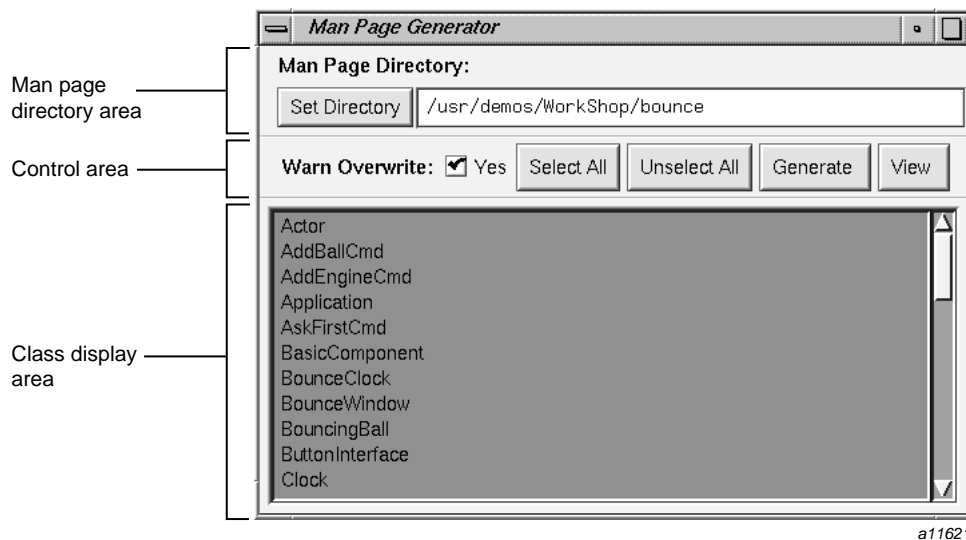 Man Page Generator
Man page
directory area
Man Page Directory:
Set Directory /usr/demos/WorkShop/bounce
Control area
Warn Overwrite: Yes Select All Unselect All Generate View
Class display
area
Actor
AddBallCmd
AddEngineCmd
Application
AskFirstCmd
BasicComponent
BounceClock
BounceWindow
BouncingBall
ButtonInterface
Clock
a11621